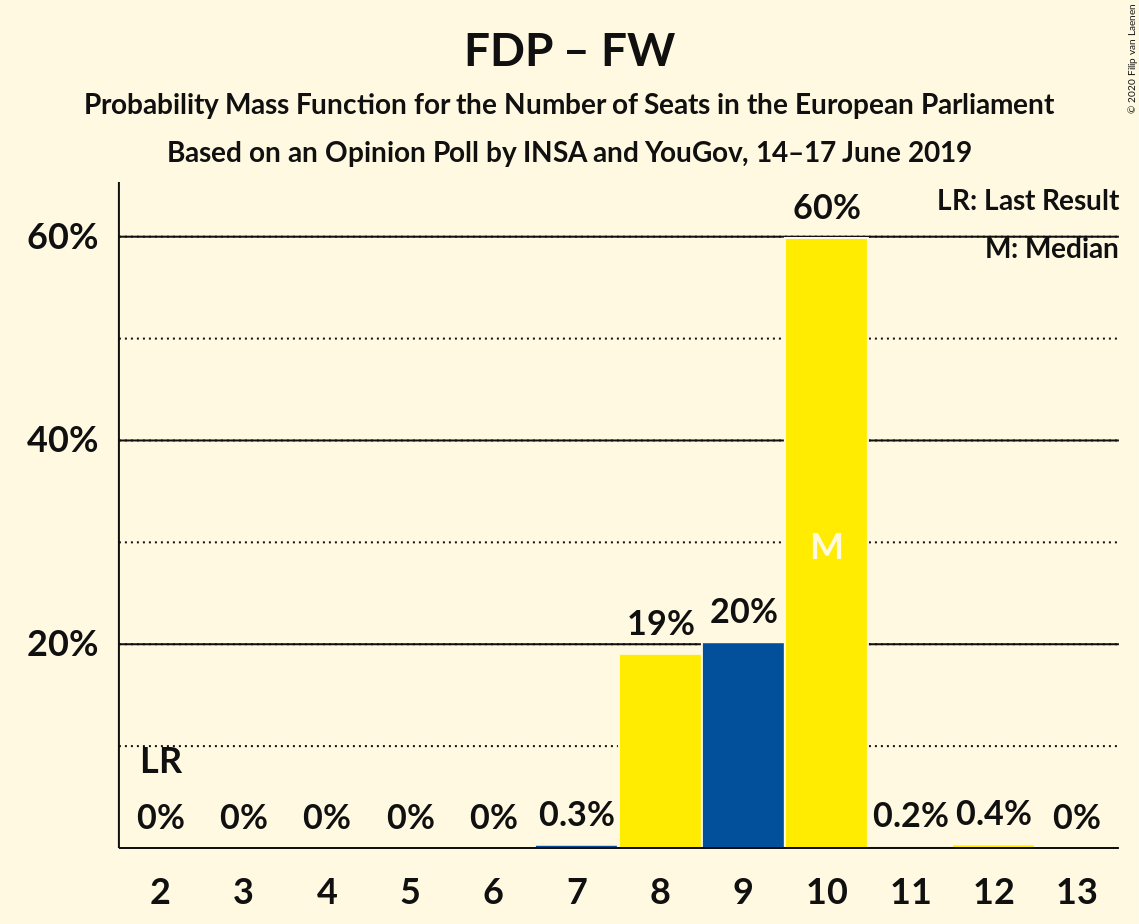 FDP – FW
Probability Mass Function for the Number of Seats in the European Parliament
Based on an Opinion Poll by INSA and YouGov, 14–17 June 2019
© 2020 Filip van Laenen
LR: Last Result
M: Median
60%
40%
20%
LR
0%
0%
0%
0%
0%
0.3%
19%
20%
60%
M
0.2%
0.4%
0%
2 3 4 5 6 7 8 9 10 11 12 13